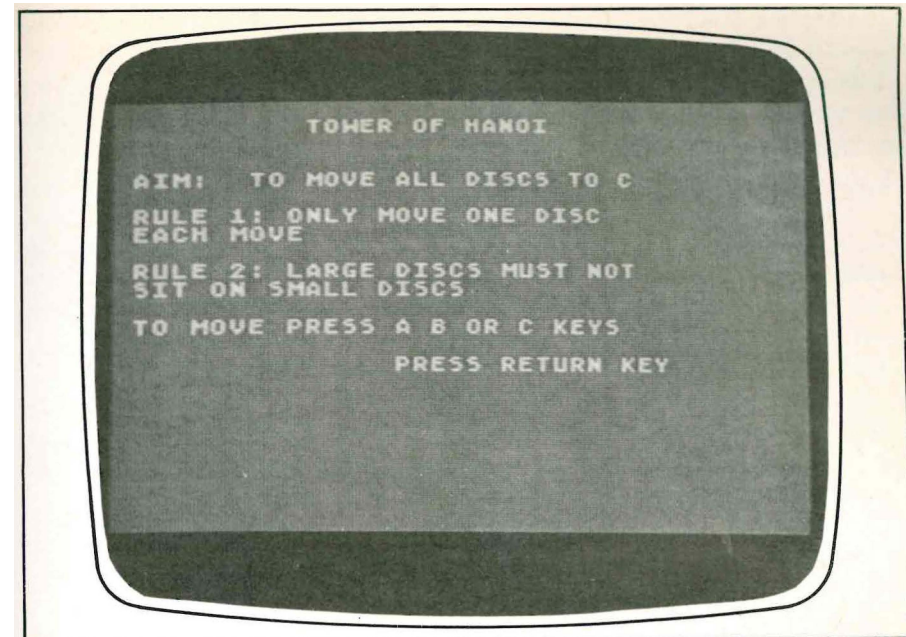 TOWER OF HANOI
AIM: TO MOVE ALL DISCS TO C
RULE 1: ONLY MOVE ONE DISC
EACH MOVE
RULE 2: LARGE DISCS MUST NOT
SIT ON SMALL DISCS
TO MOVE PRESS A B OR C KEYS
PRESS RETURN KEY